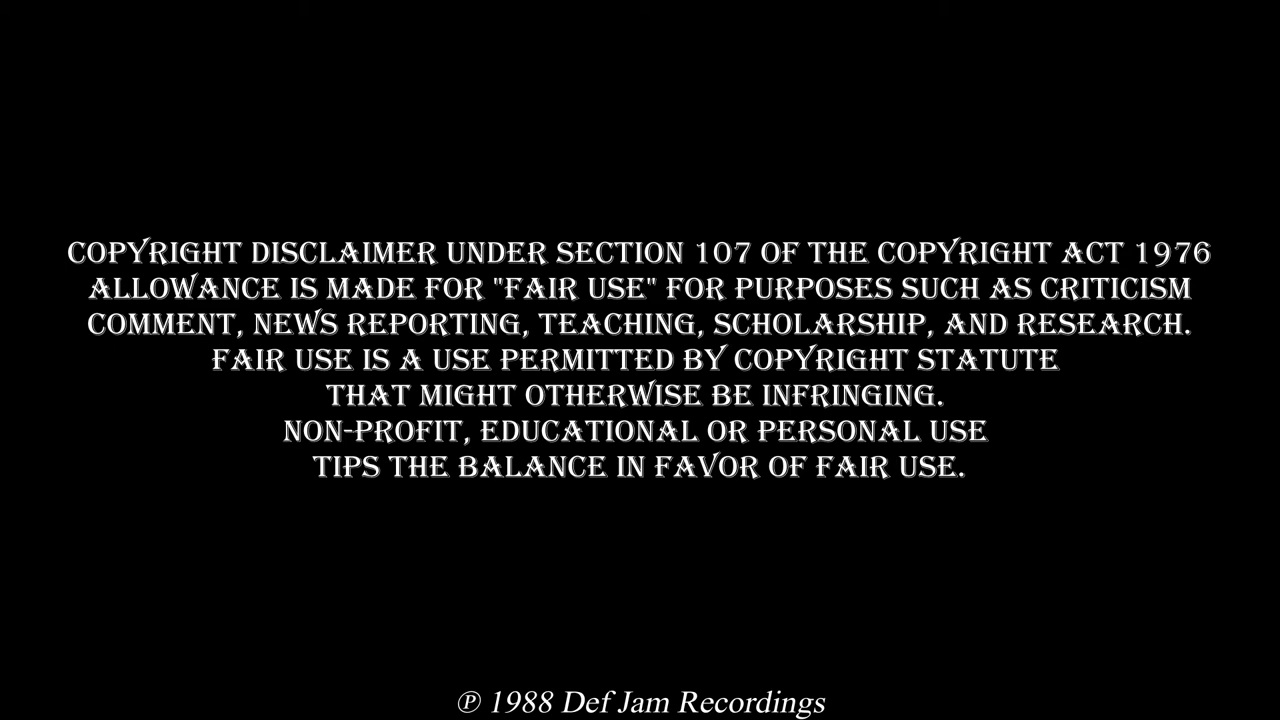 COPYRIGHT DISCLAIMER UNDER SECTION 107 OF THE COPYRIGHT ACT 1976
ALLOWANCE IS MADE FOR "FAIR USE" FOR PURPOSES SUCH AS CRITICISM
COMMENT, NEWS REPORTING, TEACHING, SCHOLARSHIP, AND RESEARCH.
FAIR USE IS A USE PERMITTED BY COPYRIGHT STATUTE
THAT MIGHT OTHERWISE BE INFRINGING.
NON-PROFIT, EDUCATIONAL OR PERSONAL USE
TIPS THE BALANCE IN FAVOR OF FAIR USE.
℗ 1988 Def Jam Recordings